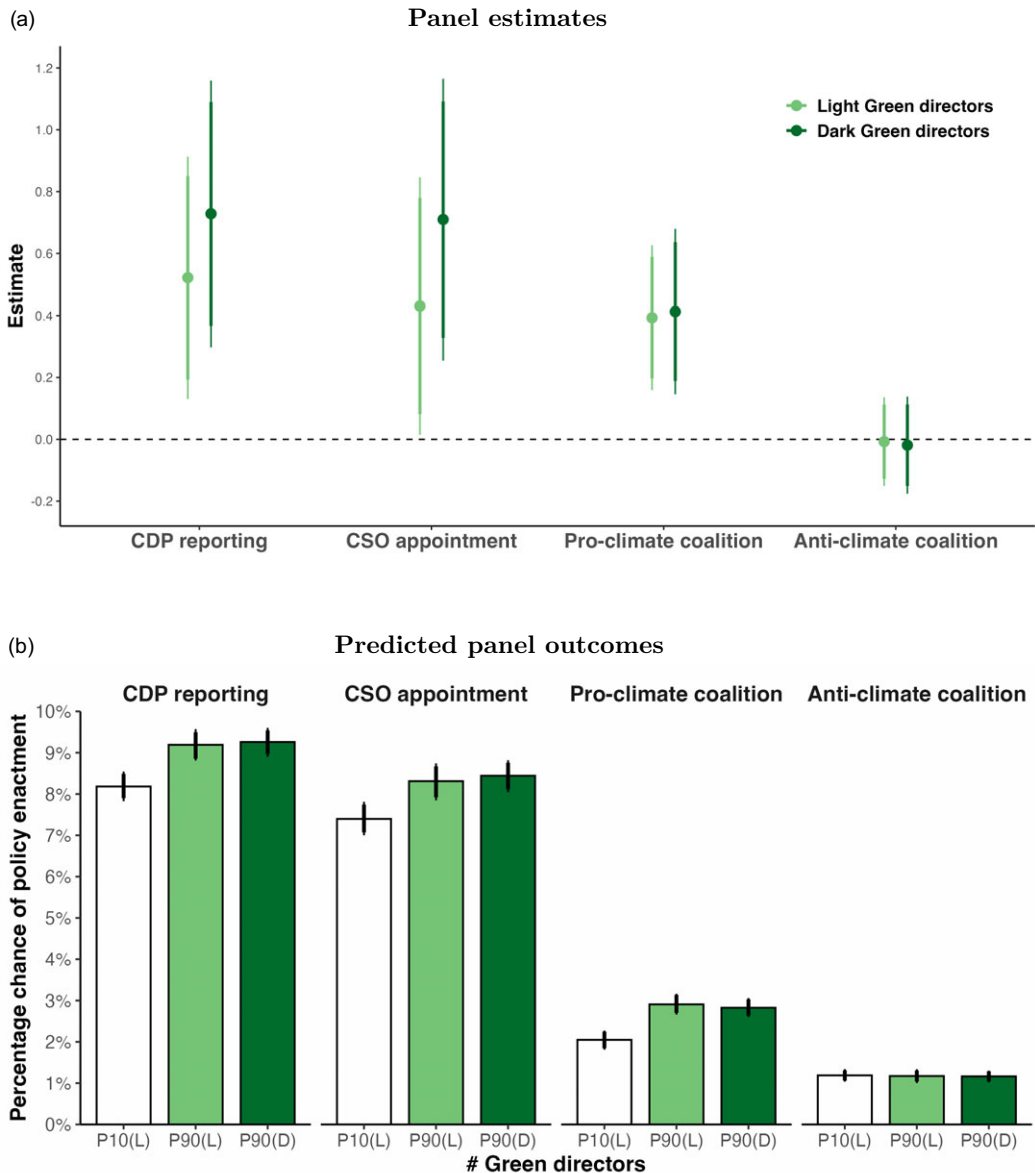 (a)
Panel estimates
1.2
1.0
0.8
0.6
0.4
0.2
0.0
-0.2
Estimate
Light Green directors
Dark Green directors
CDP reporting CSO appointment Pro-climate coalition Anti-climate coalition
(b)
Predicted panel outcomes
CDP reporting CSO appointment Pro-climate coalition Anti-climate coalition
10%
9%
8%
7%
6%
5%
4%
3%
2%
1%
0%
Percentage chance of policy enactment
P10(L) P90(L) P90(D) P10(L) P90(L) P90(D) P10(L) P90(L) P90(D) P10(L) P90(L) P90(D)
# Green directors